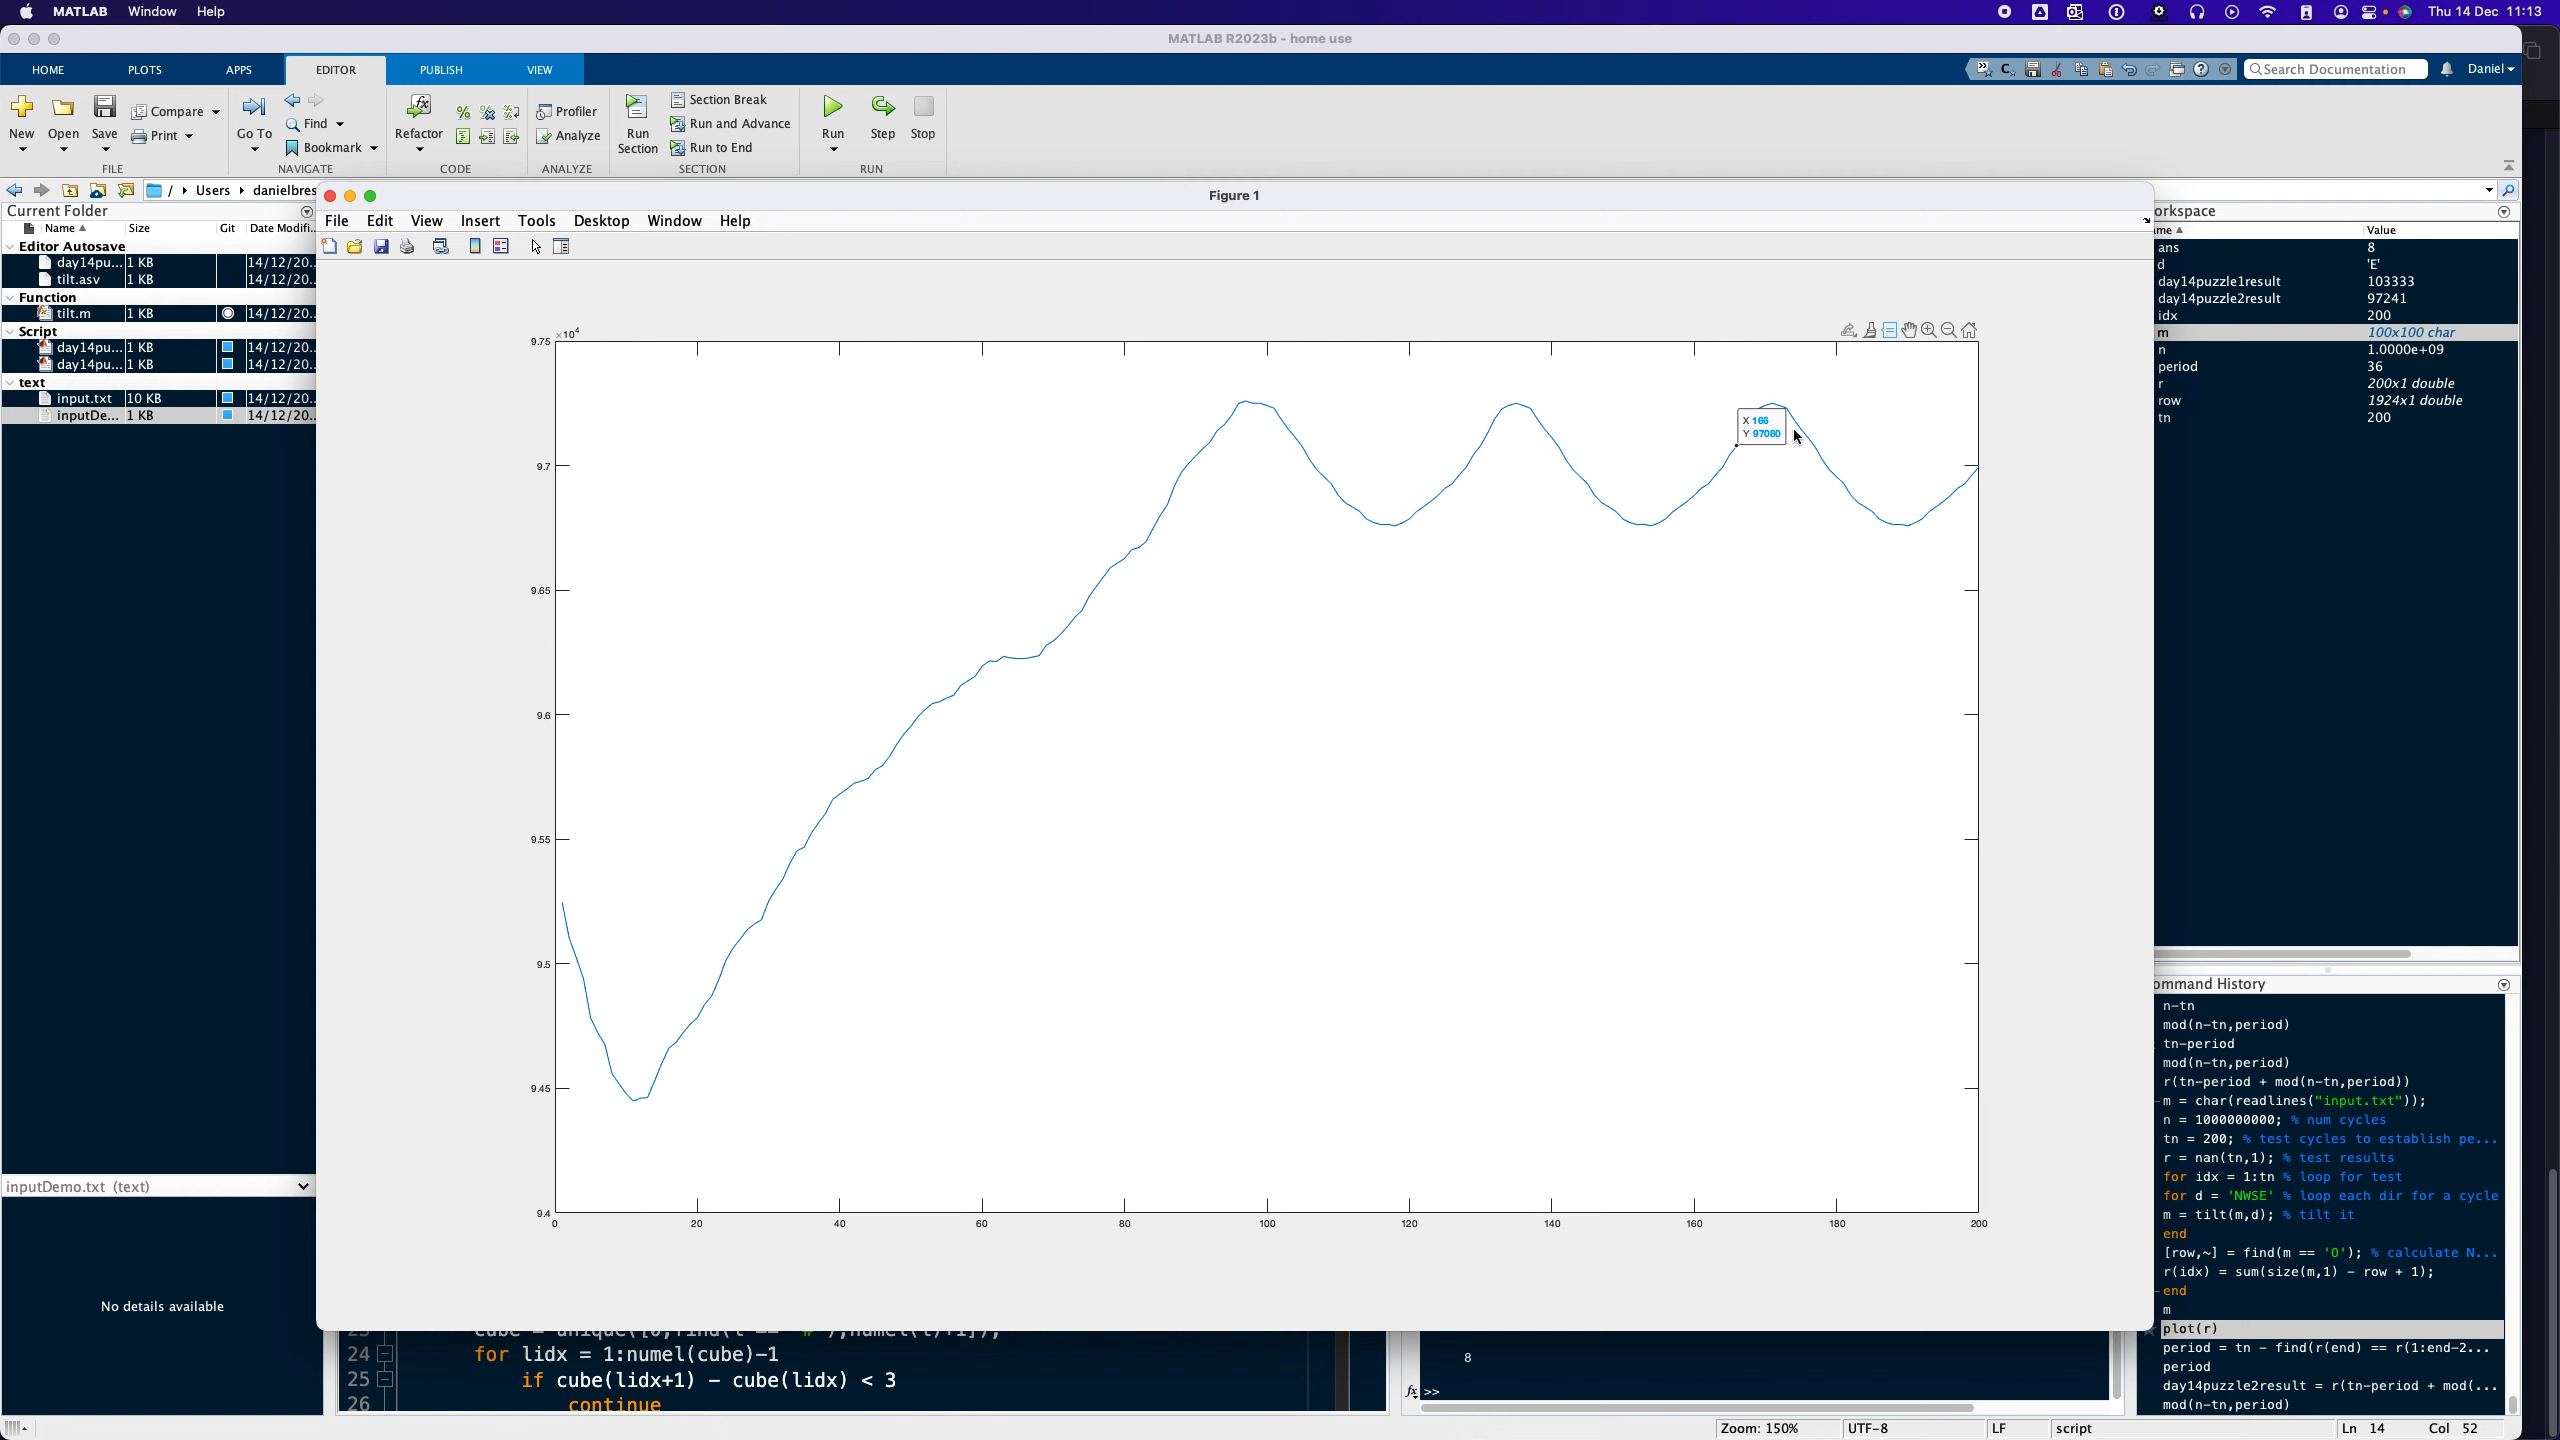 MATLAB Window Help
Thu 14 Dec 11:13
MATLAB R2023b - home use
HOME PLOTS APPS EDITOR PUBLISH VIEW
Search Documentation
Daniel
New Open Save
Compare
Print
FILE
Go To
Find
Bookmark
NAVIGATE
Refactor
CODE
Profiler
Analyze
ANALYZE
Run Section
Section Break
Run and Advance
Run to End
SECTION
Run Step Stop
RUN
/ Users danielbres
Current Folder
Name Size Git Date Modifi...
Editor Autosave
day14pu... 1 KB 14/12/20...
tilt.asv 1 KB 14/12/20...
Function
tilt.m 1 KB 14/12/20...
Script
day14pu... 1 KB 14/12/20...
day14pu... 1 KB 14/12/20...
text
input.txt 10 KB 14/12/20...
inputDe... 1 KB 14/12/20...
inputDemo.txt (text)
No details available
Figure 1
File Edit View Insert Tools Desktop Window Help
×10⁴
9.75
9.7
9.65
9.6
9.55
9.5
9.45
9.4
0 20 40 60 80 100 120 140 160 180 200
X 166
Y 97080
orkspace
me Value
ans 8
d 'E'
day14puzzle1result 103333
day14puzzle2result 97241
idx 200
m 100x100 char
n 1.0000e+09
period 36
r 200x1 double
row 1924x1 double
tn 200
ommand History
n-tn
mod(n-tn,period)
tn-period
mod(n-tn,period)
r(tn-period + mod(n-tn,period))
m = char(readlines("input.txt"));
n = 1000000000; % num cycles
tn = 200; % test cycles to establish pe...
r = nan(tn,1); % test results
for idx = 1:tn % loop for test
for d = 'NWSE' % loop each dir for a cycle
m = tilt(m,d); % tilt it
end
[row,~] = find(m == 'O'); % calculate N...
r(idx) = sum(size(m,1) - row + 1);
end
m
plot(r)
period = tn - find(r(end) == r(1:end-2...
period
day14puzzle2result = r(tn-period + mod(...
mod(n-tn,period)
24 for lidx = 1:numel(cube)-1
25 if cube(lidx+1) - cube(lidx) < 3
26 continue
8
fx >>
Zoom: 150% UTF-8 LF script Ln 14 Col 52